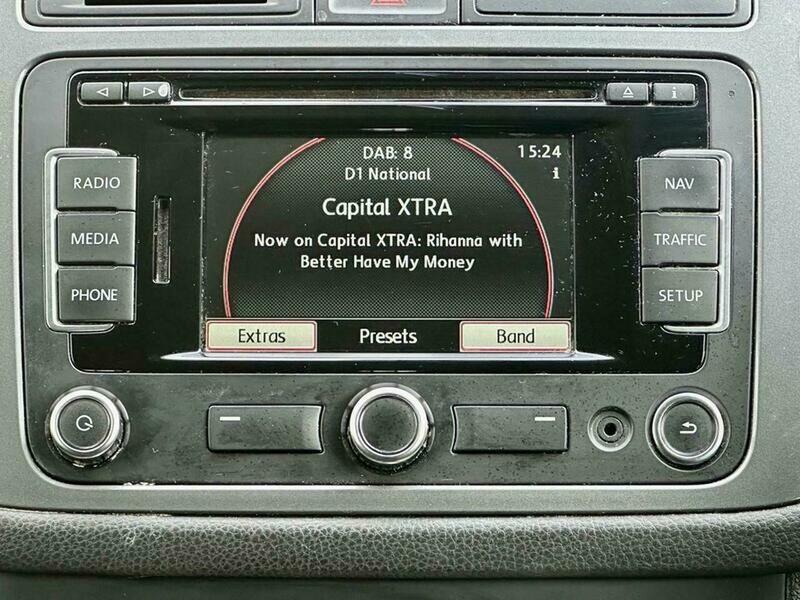 DAB: 8
15:24
D1 National
i
Capital XTRA
Now on Capital XTRA: Rihanna with
Better Have My Money
Extras
Presets
Band
RADIO
MEDIA
PHONE
NAV
TRAFFIC
SETUP
i